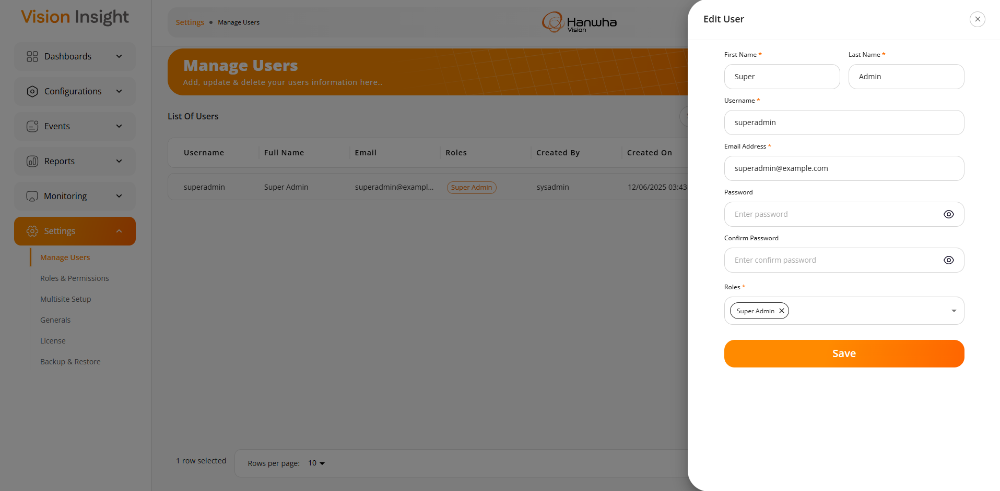 Vision Insight
Dashboards
Configurations
Events
Reports
Monitoring
Settings
Manage Users
Roles & Permissions
Multisite Setup
Generals
License
Backup & Restore
Settings • Manage Users
Hanwha
Vision
Manage Users
Add, update & delete your users information here..
List Of Users
Username Full Name Email Roles Created By Created On
superadmin Super Admin superadmin@exampl... Super Admin sysadmin 12/06/2025 03:43
1 row selected
Rows per page: 10
Edit User
First Name * Last Name *
Super Admin
Username *
superadmin
Email Address *
superadmin@example.com
Password
Enter password
Confirm Password
Enter confirm password
Roles *
Super Admin
Save